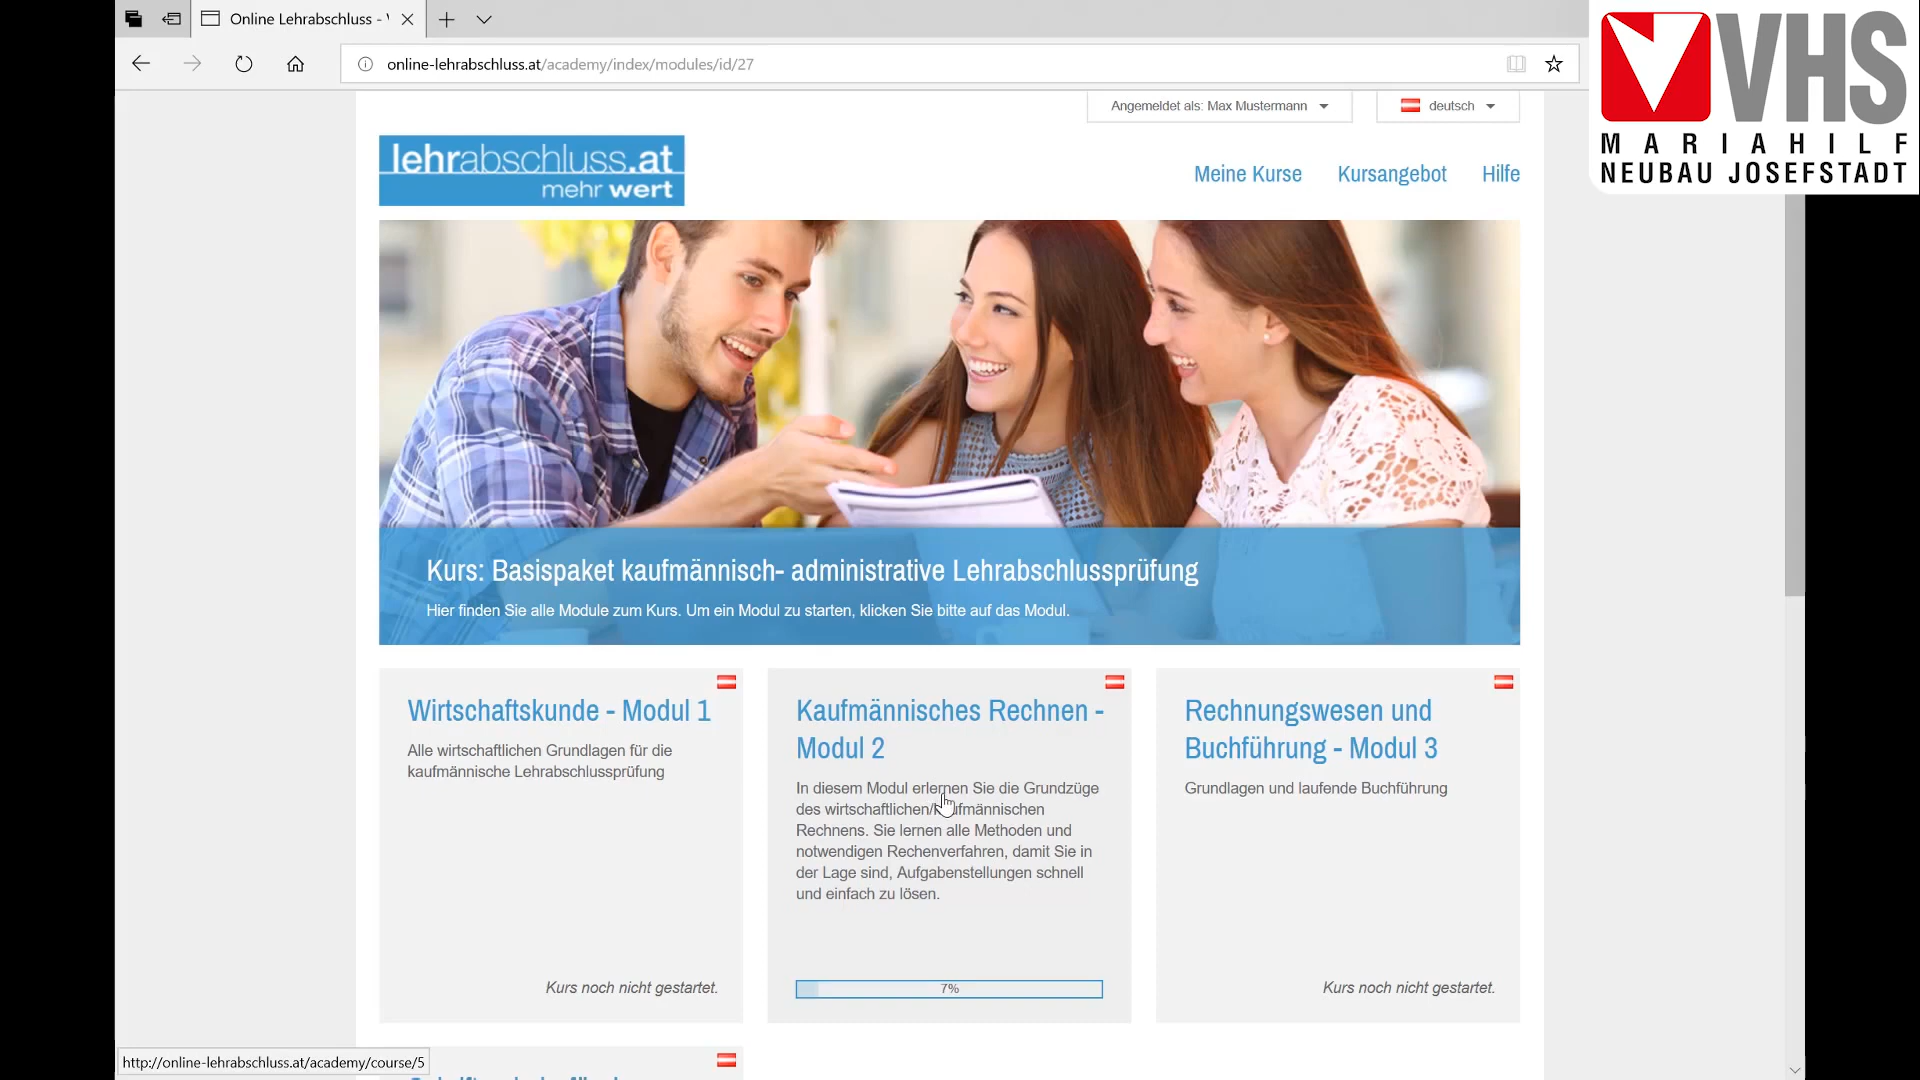 Online Lehrabschluss - 
online-lehrabschluss.at/academy/index/modules/id/27
VHS
MARIAHILF
NEUBAU JOSEFSTADT
Angemeldet als: Max Mustermann
deutsch
lehrabschluss.at
mehr wert
Meine Kurse
Kursangebot
Hilfe
Kurs: Basispaket kaufmännisch- administrative Lehrabschlussprüfung
Hier finden Sie alle Module zum Kurs. Um ein Modul zu starten, klicken Sie bitte auf das Modul.
Wirtschaftskunde - Modul 1
Alle wirtschaftlichen Grundlagen für die
kaufmännische Lehrabschlussprüfung
Kurs noch nicht gestartet.
Kaufmännisches Rechnen -
Modul 2
In diesem Modul erlernen Sie die Grundzüge
des wirtschaftlichen/kaufmännischen
Rechnens. Sie lernen alle Methoden und
notwendigen Rechenverfahren, damit Sie in
der Lage sind, Aufgabenstellungen schnell
und einfach zu lösen.
7%
Rechnungswesen und
Buchführung - Modul 3
Grundlagen und laufende Buchführung
Kurs noch nicht gestartet.
http://online-lehrabschluss.at/academy/course/5